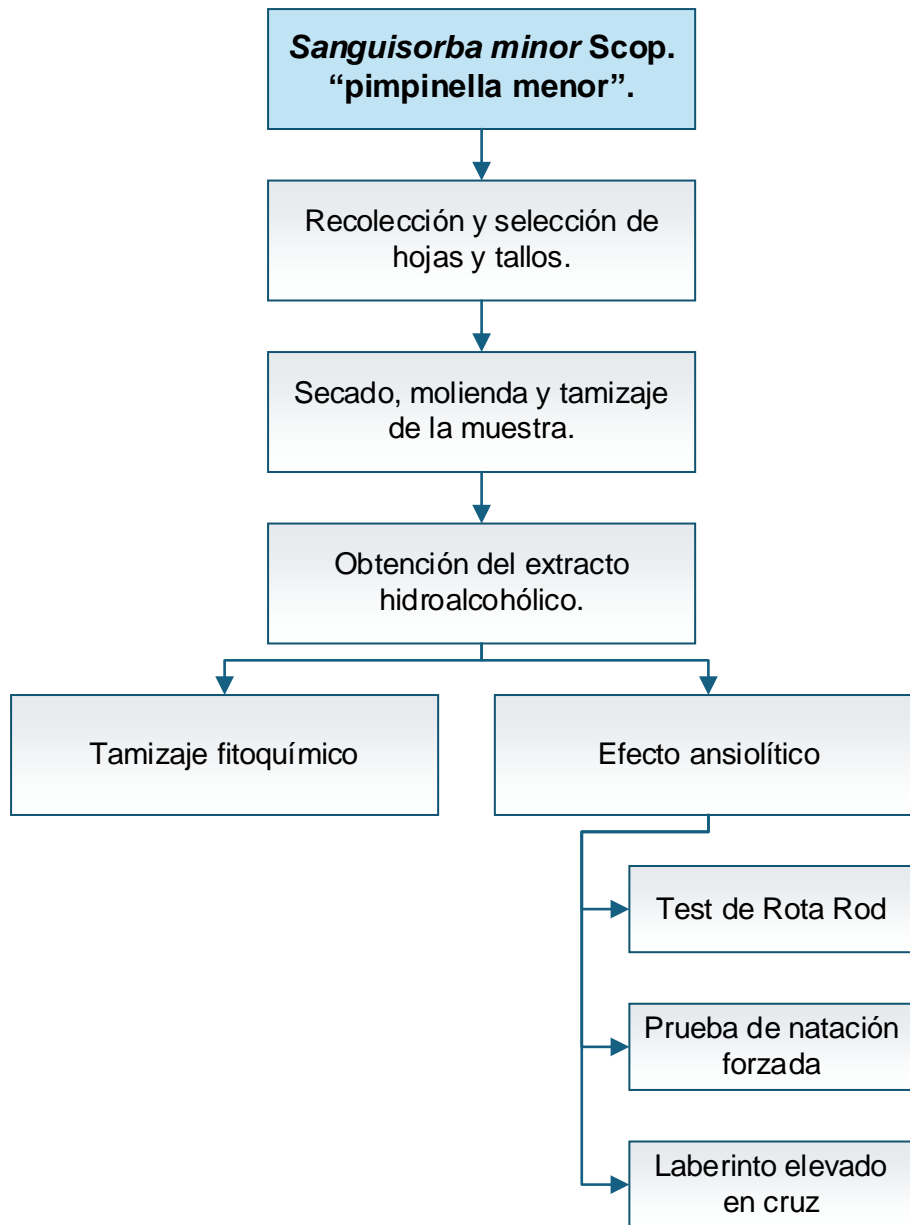 Sanguisorba minor Scop.
“pimpinella menor”.
Recolección y selección de
hojas y tallos.
Secado, molienda y tamizaje
de la muestra.
Obtención del extracto
hidroalcohólico.
Tamizaje fitoquímico
Efecto ansiolítico
Test de Rota Rod
Prueba de natación
forzada
Laberinto elevado
en cruz